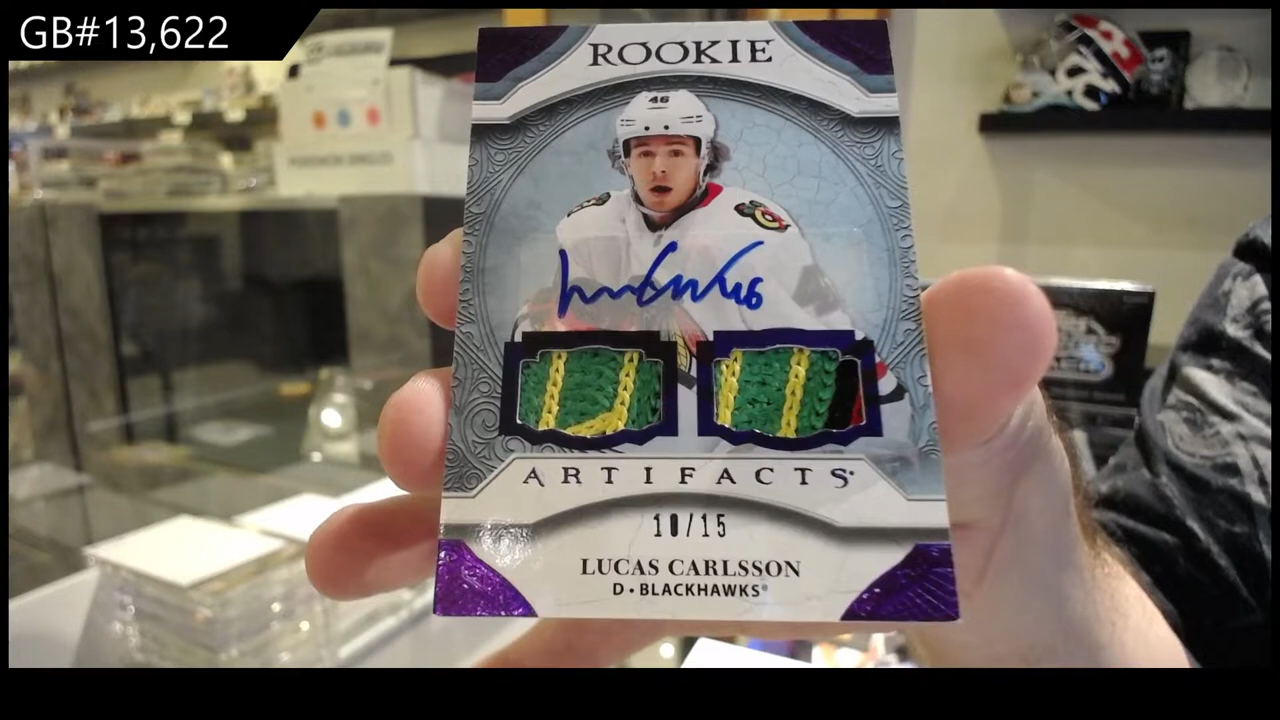 GB#13,622
ROOKIE
46
ARTIFACTS
10/15
LUCAS CARLSSON
D • BLACKHAWKS